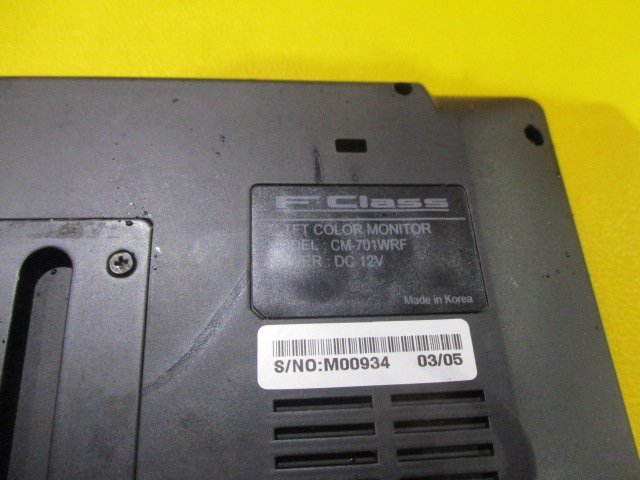 F Class
TFT COLOR MONITOR
MODEL : CM-701WRF
POWER : DC-12V
Made in Korea
S/NO:M00934 03/05